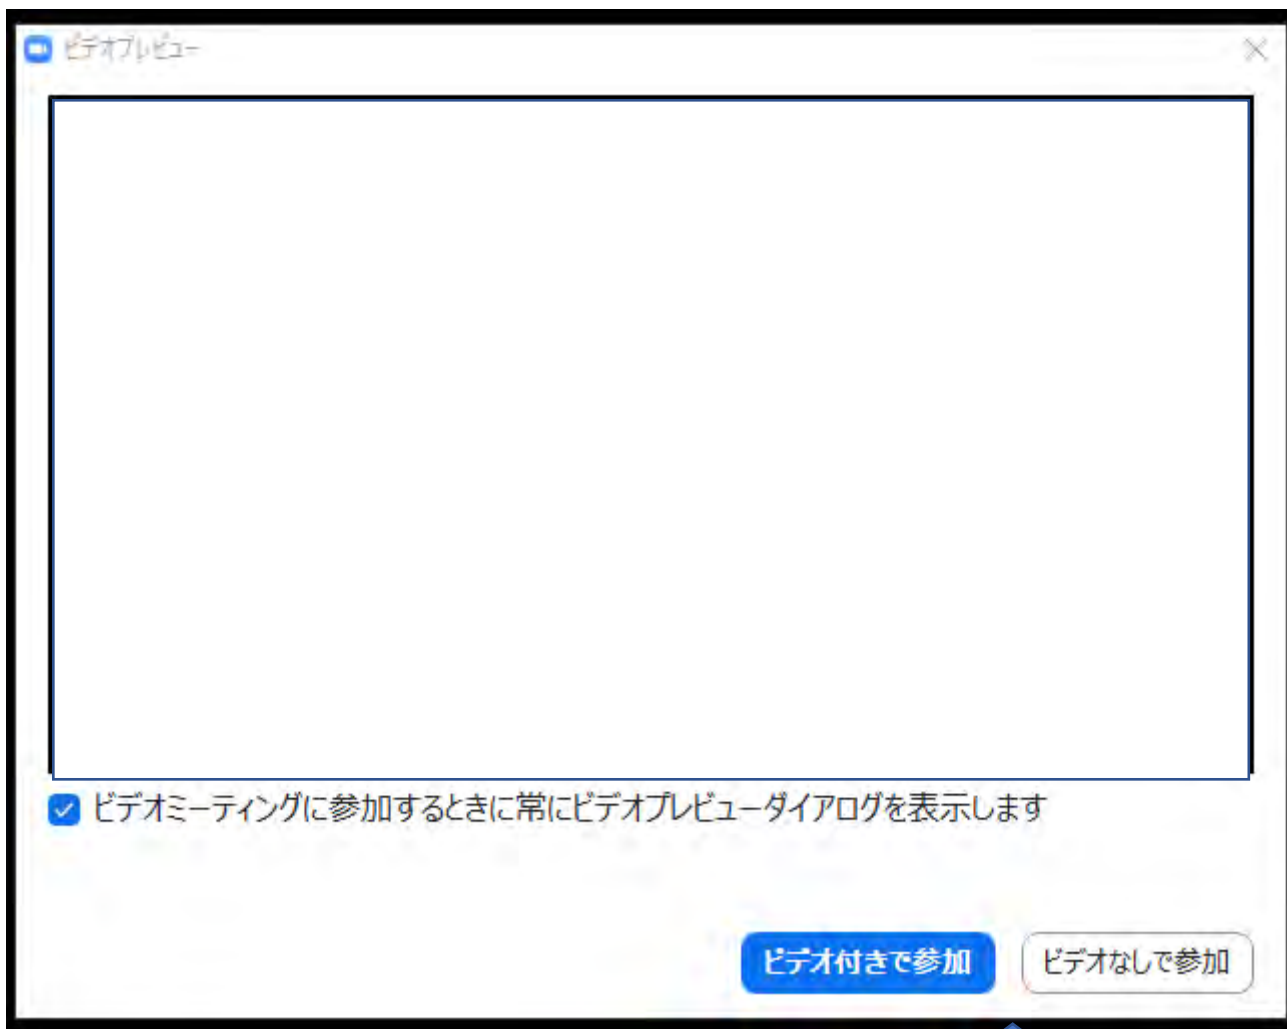 ビデオプレビュー
ビデオミーティングに参加するときに常にビデオプレビューダイアログを表示します
ビデオ付きで参加
ビデオなしで参加